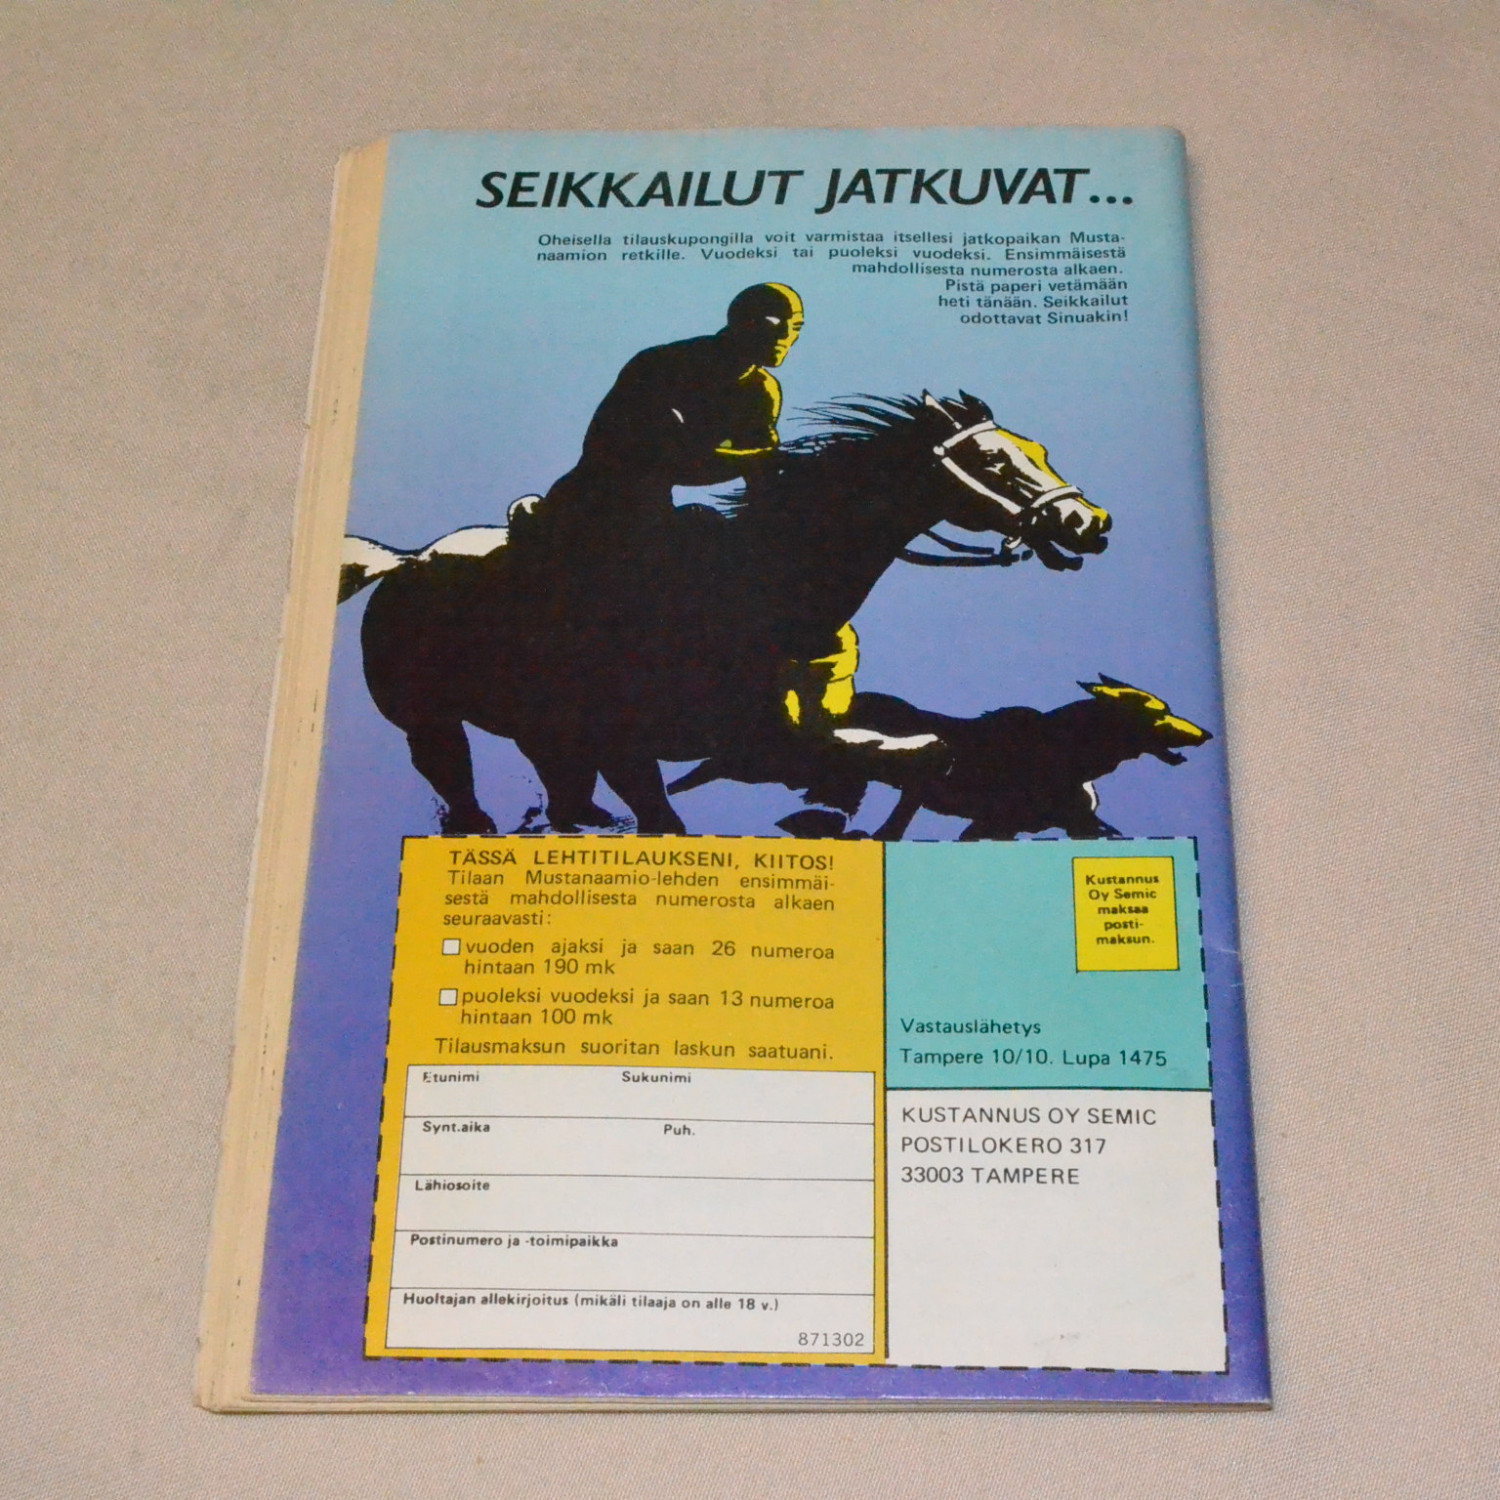 SEIKKAILUT JATKUVAT...
Oheisella tilauskupongilla voit varmistaa itsellesi jatkopaikan Musta-
naamion retkille. Vuodeksi tai puoleksi vuodeksi. Ensimmäisestä
mahdollisesta numerosta alkaen.
Pistä paperi vetämään
heti tänään. Seikkailut
odottavat Sinuakin!
TÄSSÄ LEHTITILAUKSENI, KIITOS!
Tilaan Mustanaamio-lehden ensimmäi-
sestä mahdollisesta numerosta alkaen
seuraavasti:
vuoden ajaksi ja saan 26 numeroa
hintaan 190 mk
puoleksi vuodeksi ja saan 13 numeroa
hintaan 100 mk
Tilausmaksun suoritan laskun saatuani.
Etunimi Sukunimi
Synt.aika Puh.
Lähiosoite
Postinumero ja -toimipaikka
Huoltajan allekirjoitus (mikäli tilaaja on alle 18 v.)
871302
Kustannus
Oy Semic
maksaa
posti-
maksun.
Vastauslähetys
Tampere 10/10. Lupa 1475
KUSTANNUS OY SEMIC
POSTILOKERO 317
33003 TAMPERE